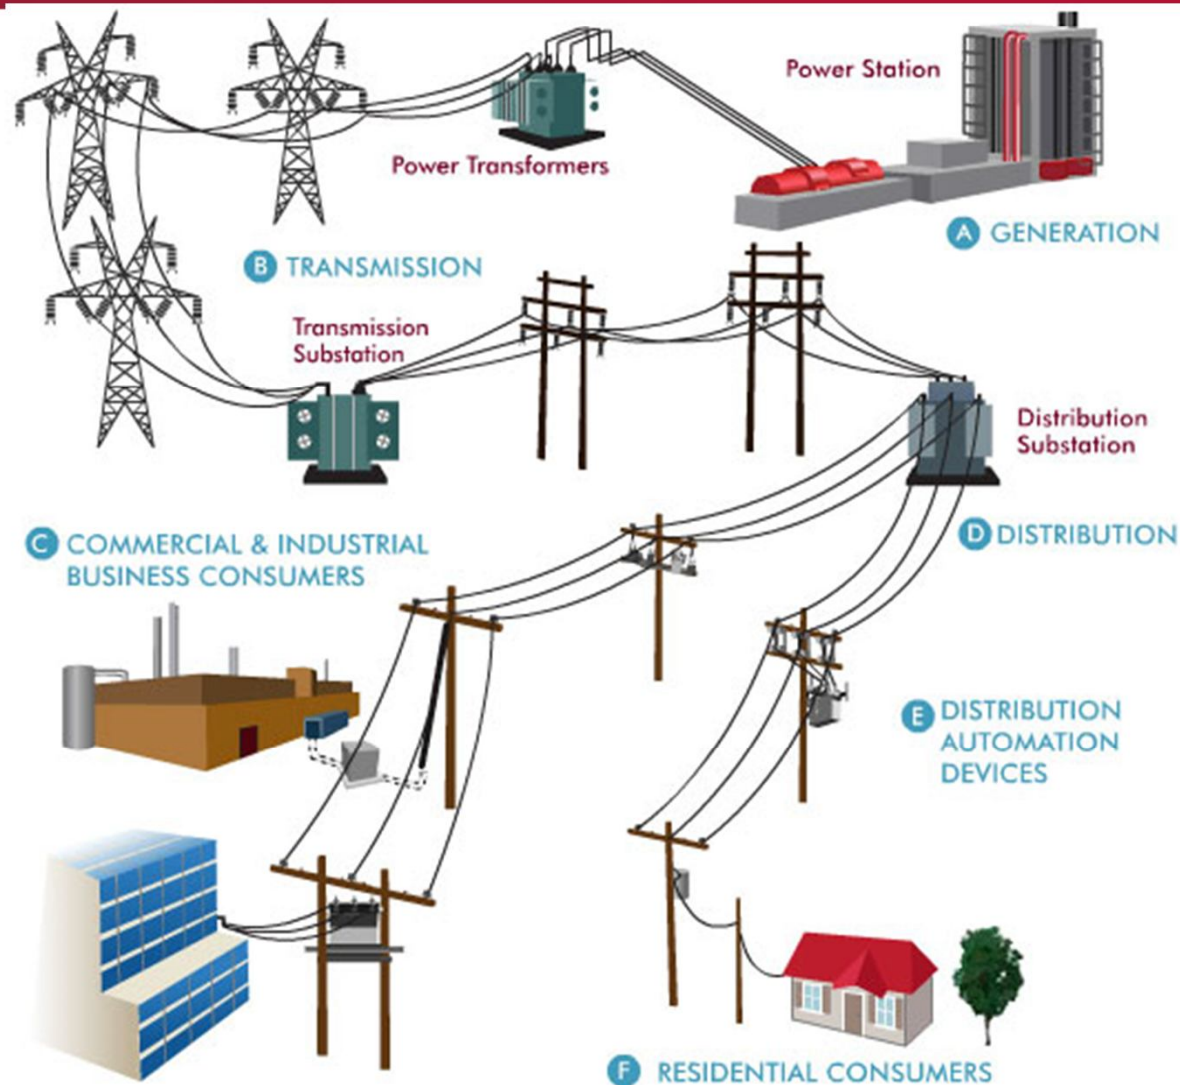 Power Station
Power Transformers
A GENERATION
B TRANSMISSION
Transmission
Substation
Distribution
Substation
C COMMERCIAL & INDUSTRIAL
BUSINESS CONSUMERS
D DISTRIBUTION
E DISTRIBUTION
AUTOMATION
DEVICES
F RESIDENTIAL CONSUMERS